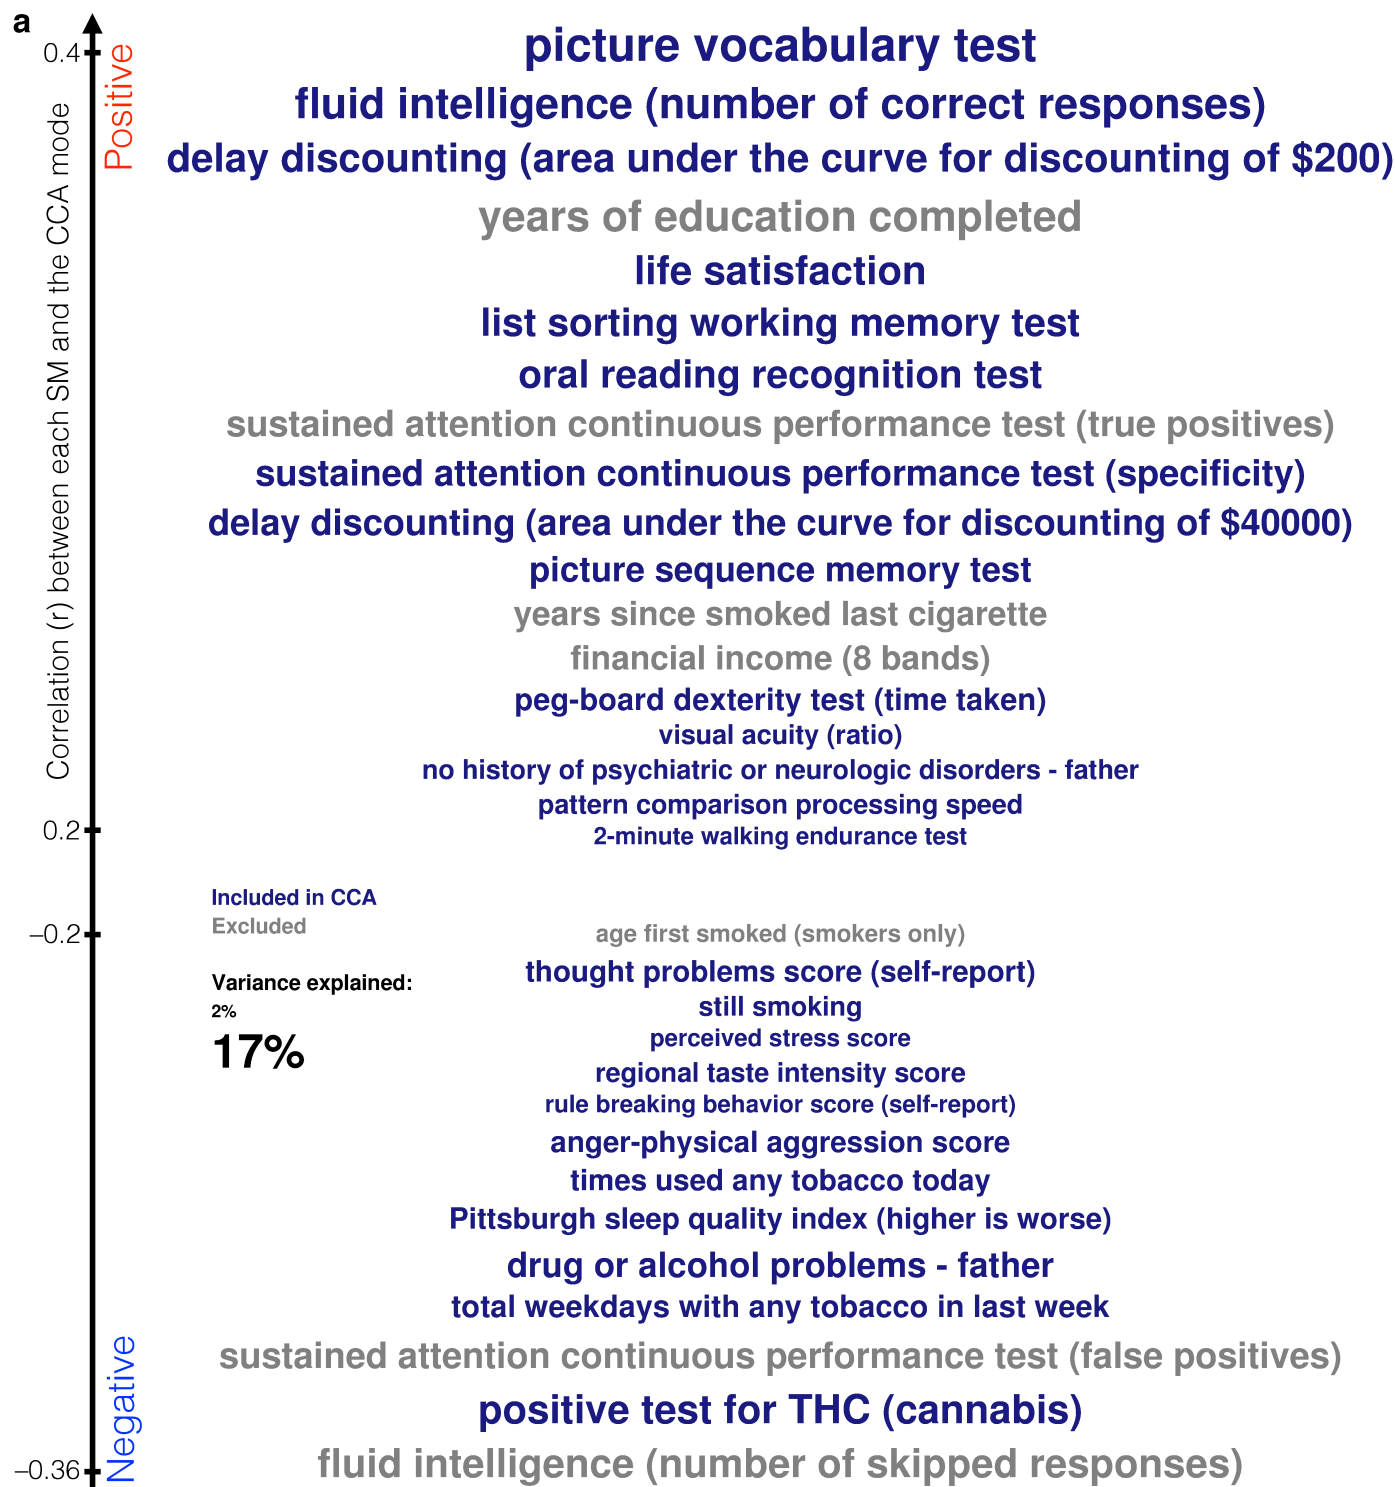 a
0.4
Positive
Correlation (r) between each SM and the CCA mode
picture vocabulary test
fluid intelligence (number of correct responses)
delay discounting (area under the curve for discounting of $200)
years of education completed
life satisfaction
list sorting working memory test
oral reading recognition test
sustained attention continuous performance test (true positives)
sustained attention continuous performance test (specificity)
delay discounting (area under the curve for discounting of $40000)
picture sequence memory test
years since smoked last cigarette
financial income (8 bands)
peg-board dexterity test (time taken)
visual acuity (ratio)
no history of psychiatric or neurologic disorders - father
pattern comparison processing speed
0.2
2-minute walking endurance test
Included in CCA
Excluded
−0.2
age first smoked (smokers only)
Variance explained:
2%
17%
thought problems score (self-report)
still smoking
perceived stress score
regional taste intensity score
rule breaking behavior score (self-report)
anger-physical aggression score
times used any tobacco today
Pittsburgh sleep quality index (higher is worse)
drug or alcohol problems - father
total weekdays with any tobacco in last week
sustained attention continuous performance test (false positives)
positive test for THC (cannabis)
Negative
−0.36
fluid intelligence (number of skipped responses)